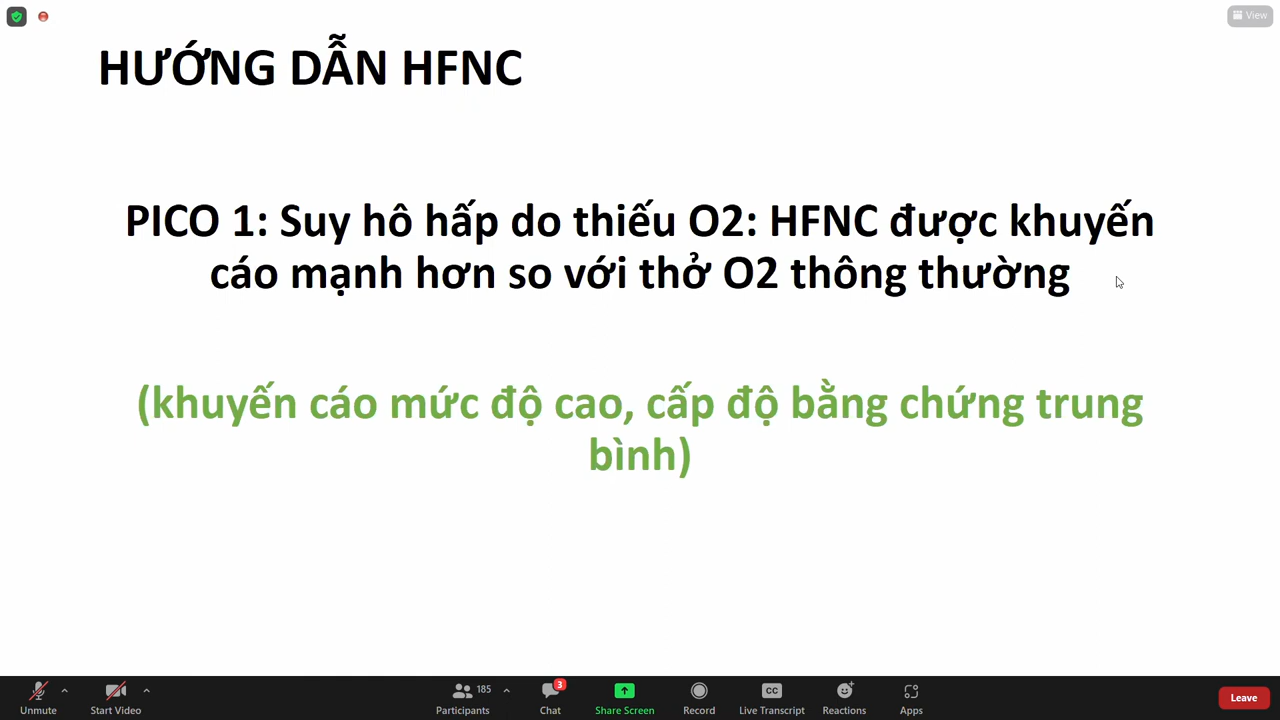 View
HƯỚNG DẪN HFNC
PICO 1: Suy hô hấp do thiếu O2: HFNC được khuyến
cáo mạnh hơn so với thở O2 thông thường
(khuyến cáo mức độ cao, cấp độ bằng chứng trung
bình)
Unmute
Start Video
Participants 185
Chat 3
Share Screen
Record
CC Live Transcript
Reactions
Apps
Leave